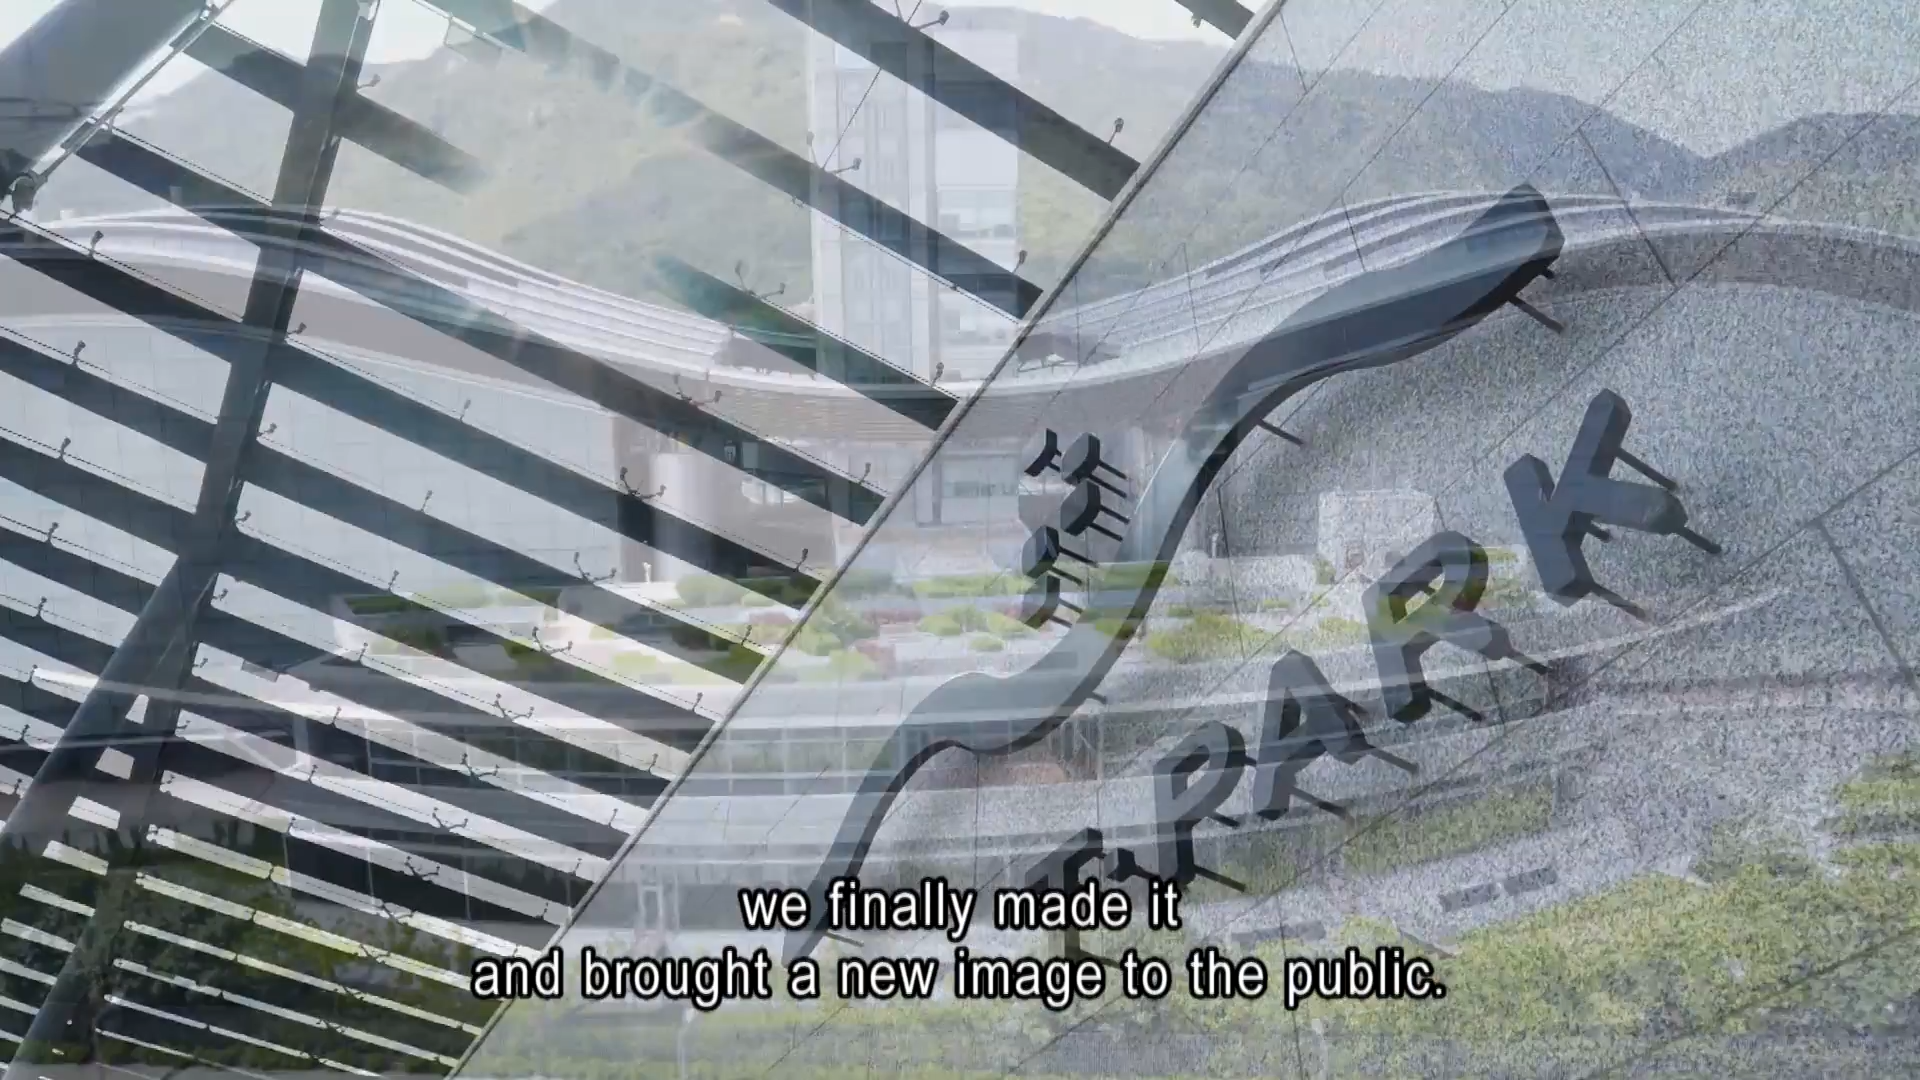 T·PARK
we finally made it
and brought a new image to the public.